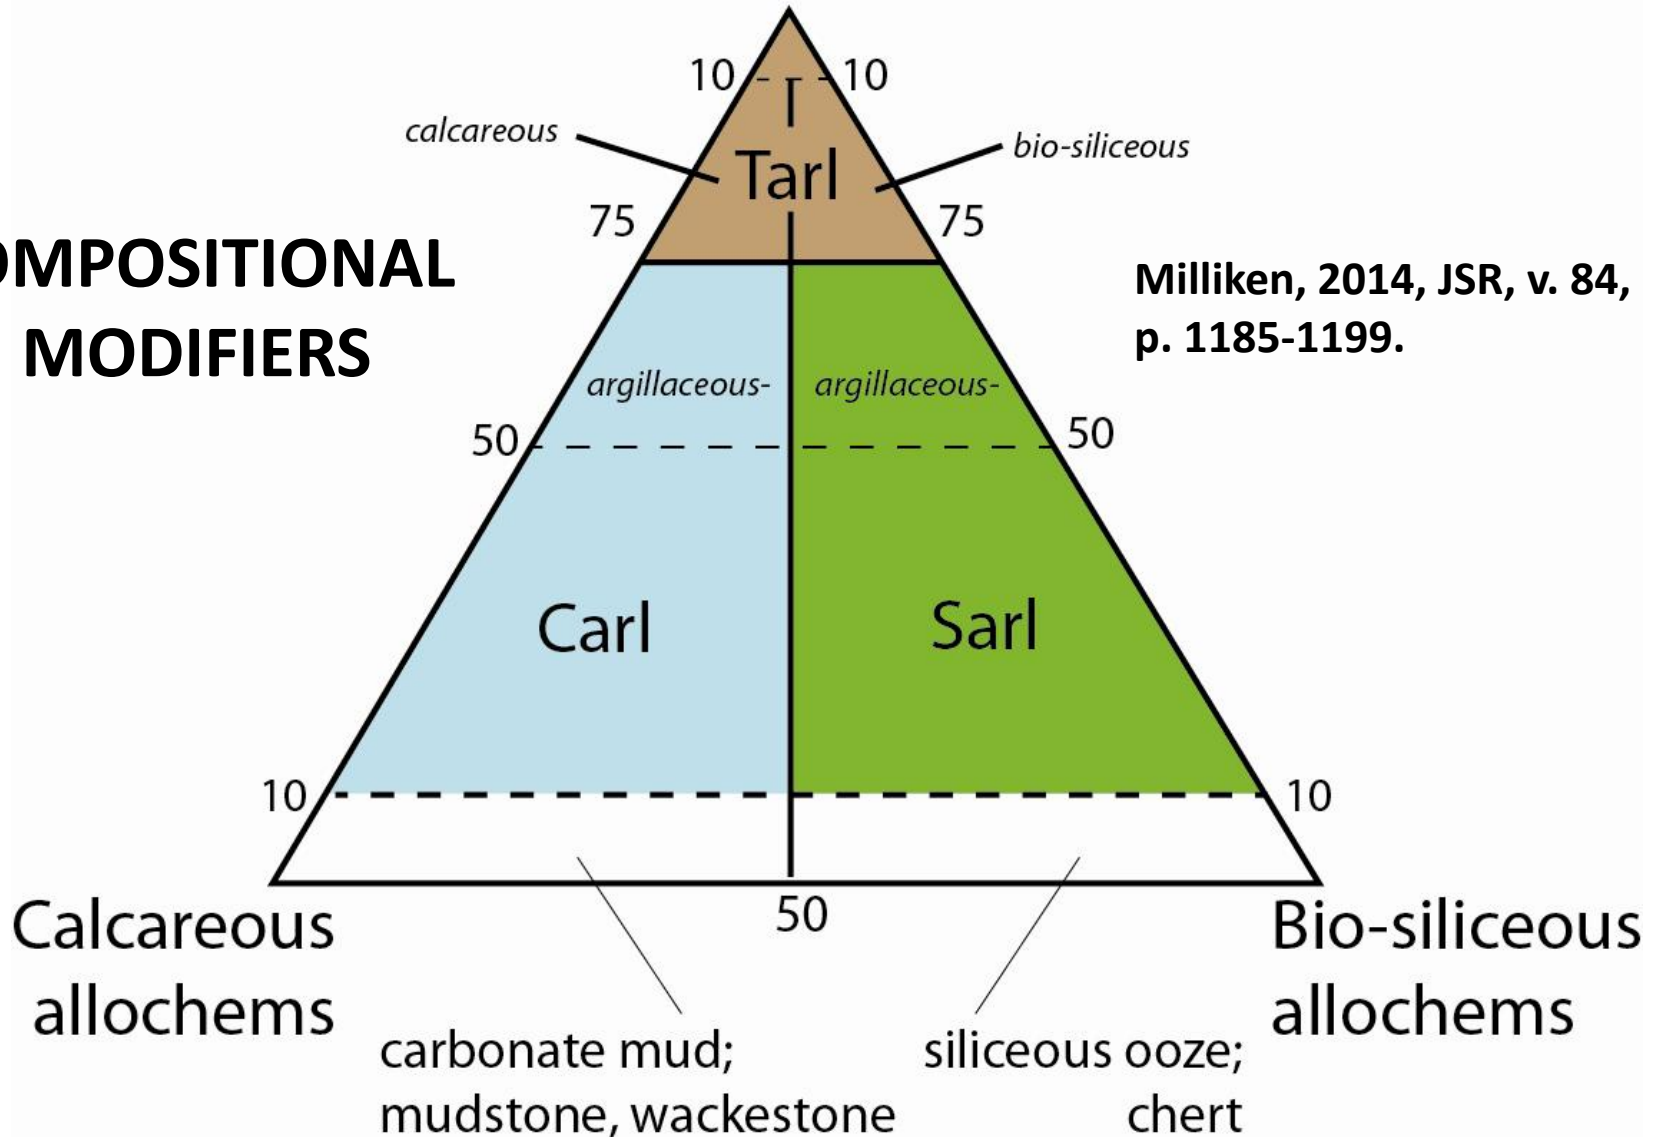 10 10
calcareous
bio-siliceous
Tarl
75 75
OMPOSITIONAL
MODIFIERS
Milliken, 2014, JSR, v. 84,
p. 1185-1199.
argillaceous- argillaceous-
50 50
Carl Sarl
10 10
Calcareous
allochems
50
Bio-siliceous
allochems
carbonate mud;
mudstone, wackestone
siliceous ooze;
chert